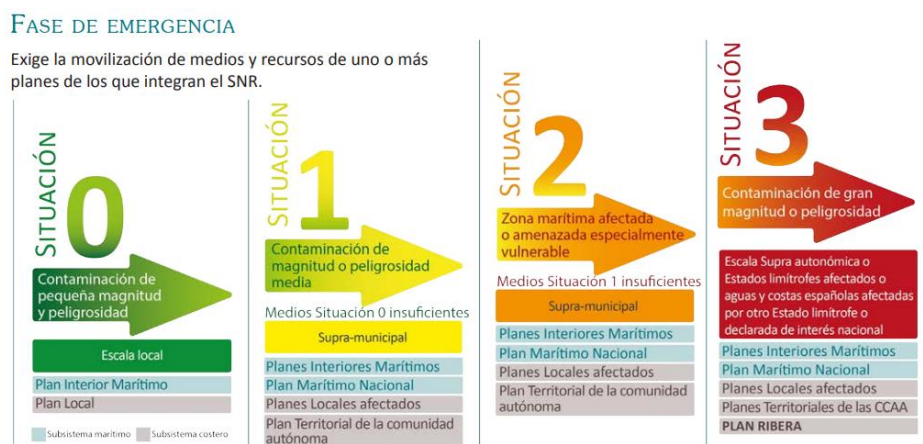 FASE DE EMERGENCIA
Exige la movilización de medios y recursos de uno o más
planes de los que integran el SNR.
SITUACIÓN
0
Contaminación de
pequeña magnitud
y peligrosidad
Escala local
Plan Interior Marítimo
Plan Local
Subsistema marítimo
Subsistema costero
SITUACIÓN
1
Contaminación de
magnitud o peligrosidad
media
Medios Situación 0 insuficientes
Supra-municipal
Planes Interiores Marítimos
Plan Marítimo Nacional
Planes Locales afectados
Plan Territorial de la comunidad
autónoma
SITUACIÓN
2
Zona marítima afectada
o amenazada especialmente
vulnerable
Medios Situación 1 insuficientes
Supra-municipal
Planes Interiores Marítimos
Plan Marítimo Nacional
Planes Locales afectados
Plan Territorial de la comunidad
autónoma
SITUACIÓN
3
Contaminación de gran
magnitud o peligrosidad
Escala Supra autonómica o
Estados limítrofes afectados o
aguas y costas españolas afectadas
por otro Estado limítrofe o
declarada de interés nacional
Planes Interiores Marítimos
Plan Marítimo Nacional
Planes Locales afectados
Planes Territoriales de las CCAA
PLAN RIBERA